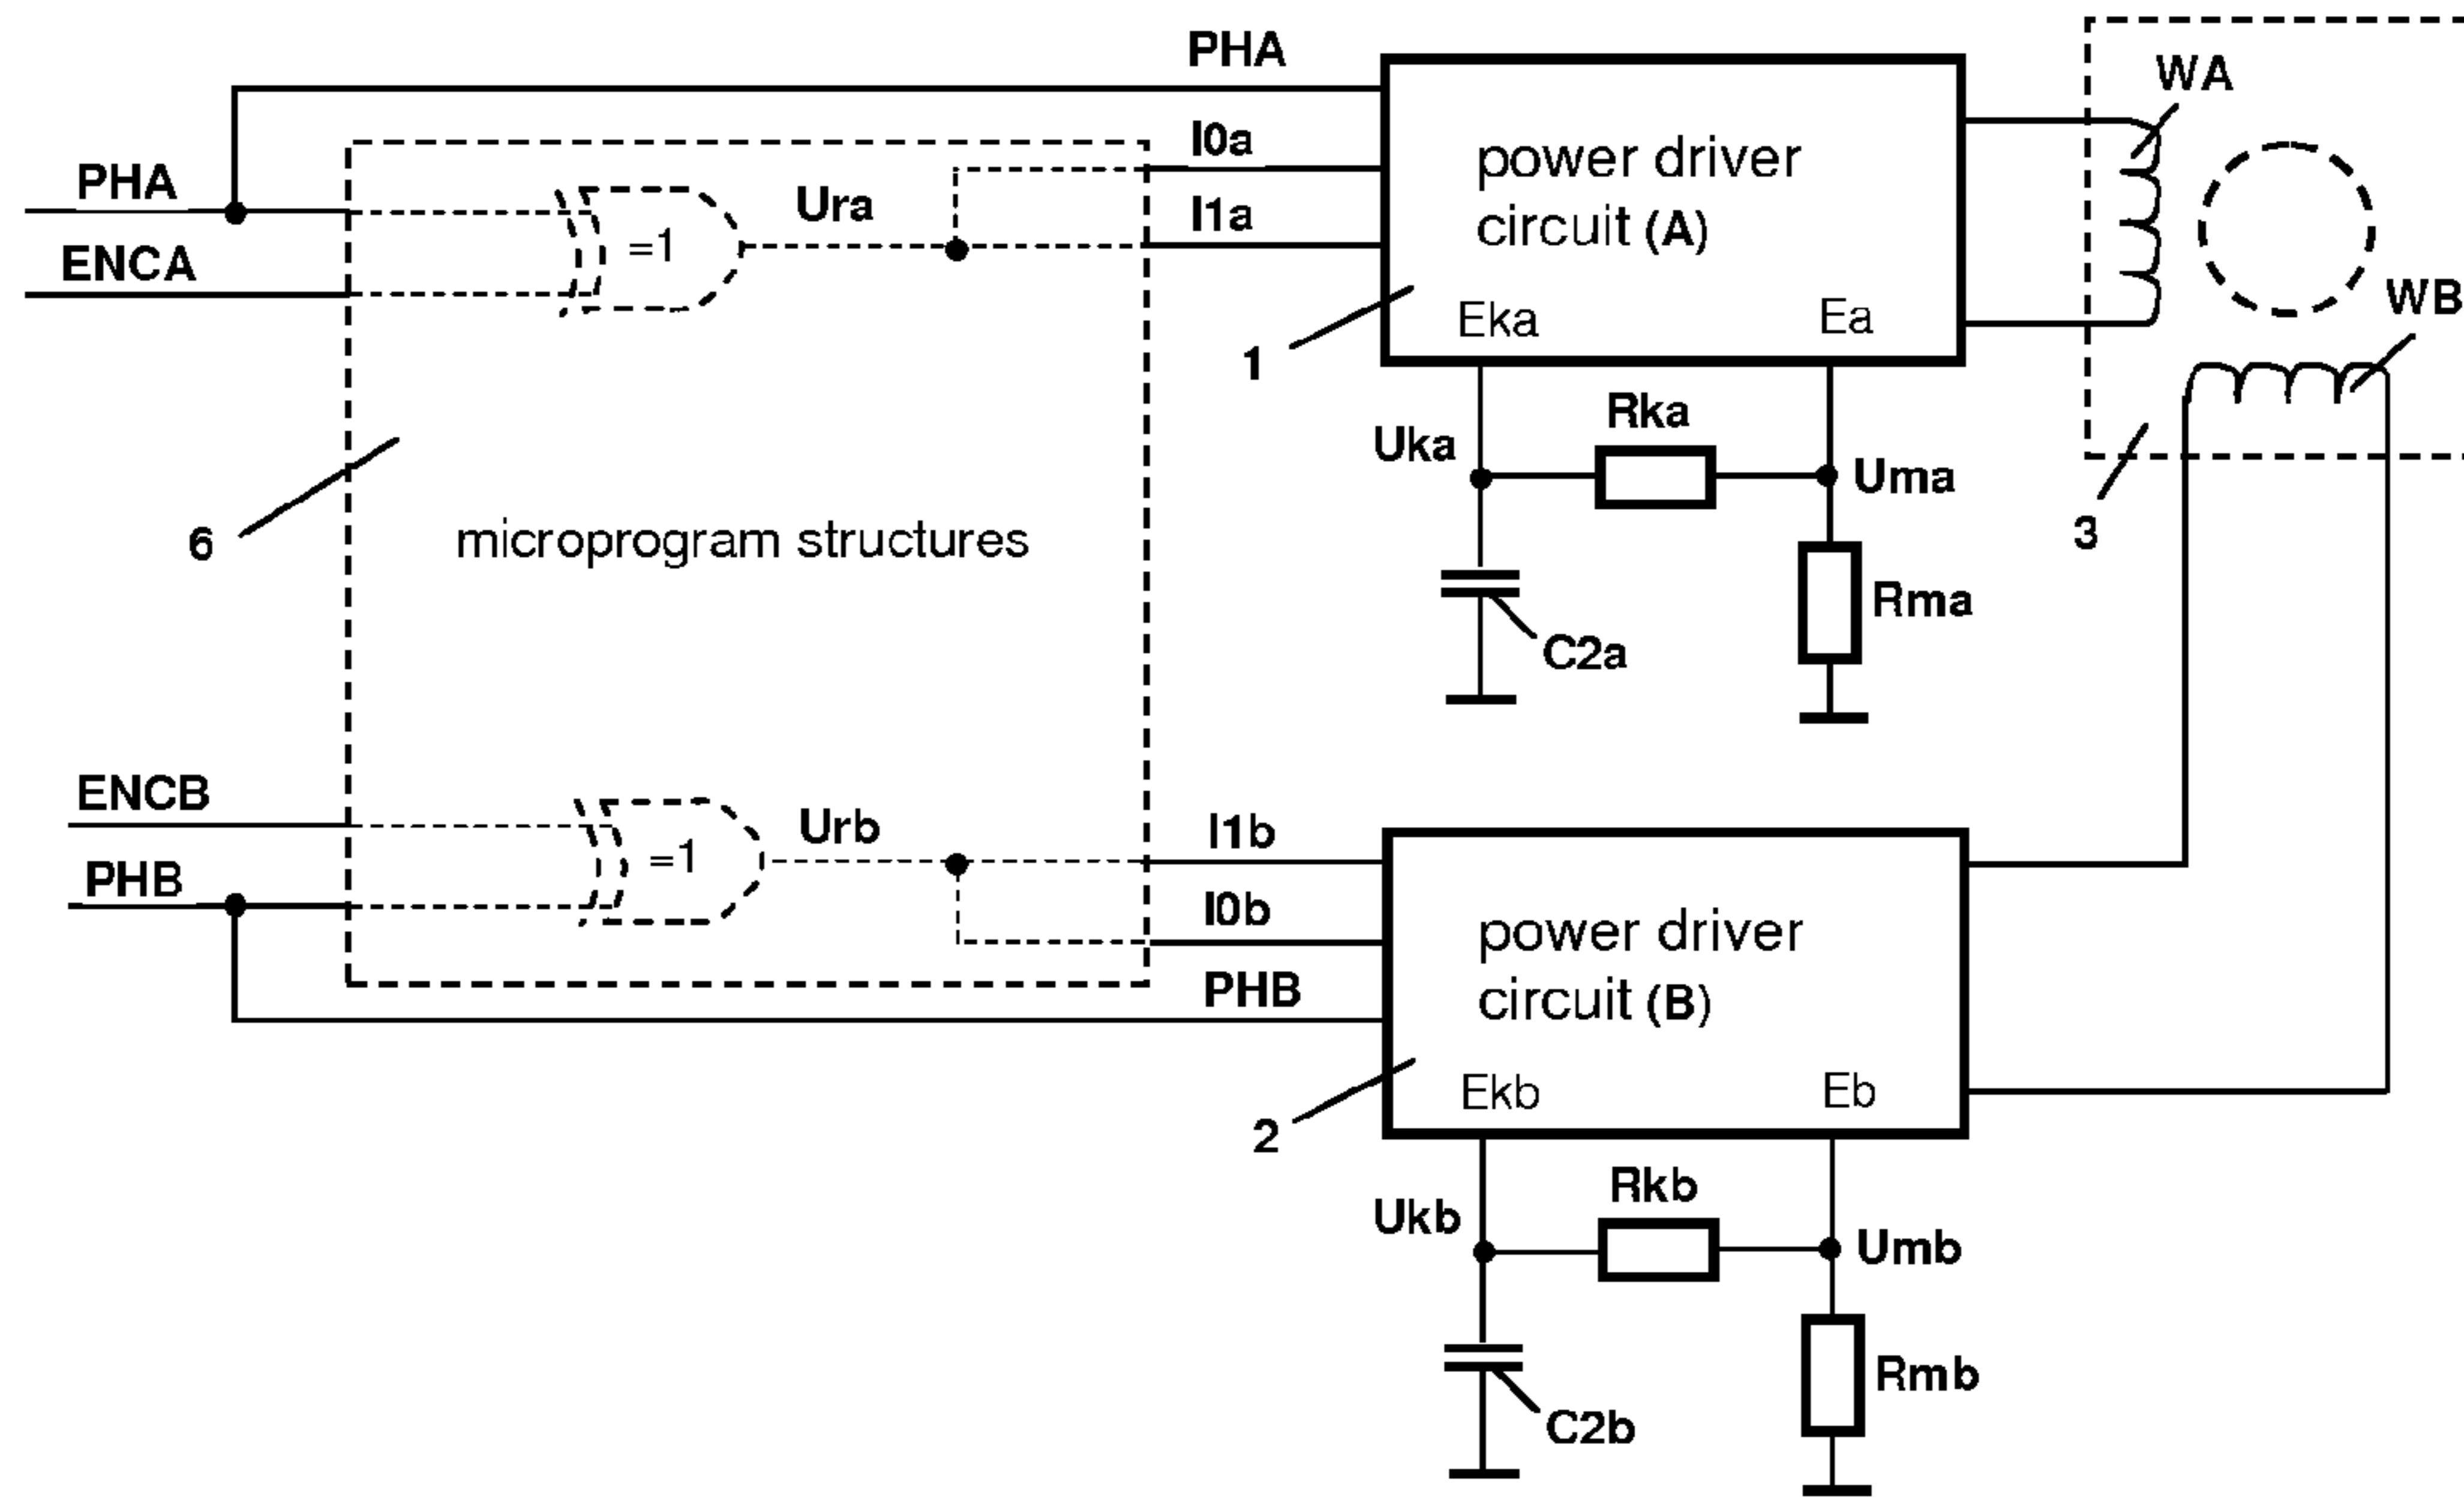 PHA
WA
I0a
power driver
PHA
Ura
I1a
circuit (A)
=1
ENCA
WB
Eka
Ea
1
Rka
Uka
Uma
3
6
microprogram structures
Rma
C2a
ENCB
Urb
I1b
=1
PHB
I0b
power driver
PHB
circuit (B)
Ekb
Eb
2
Rkb
Ukb
Umb
Rmb
C2b